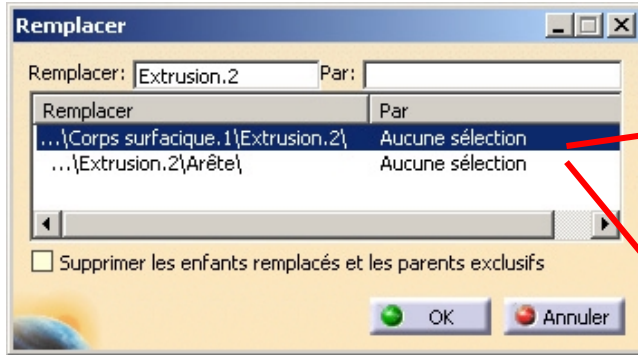 Remplacer
Remplacer: Extrusion.2 Par:
Remplacer Par
...\Corps surfacique.1\Extrusion.2\ Aucune sélection
...\Extrusion.2\Arête\ Aucune sélection
Supprimer les enfants remplacés et les parents exclusifs
OK Annuler